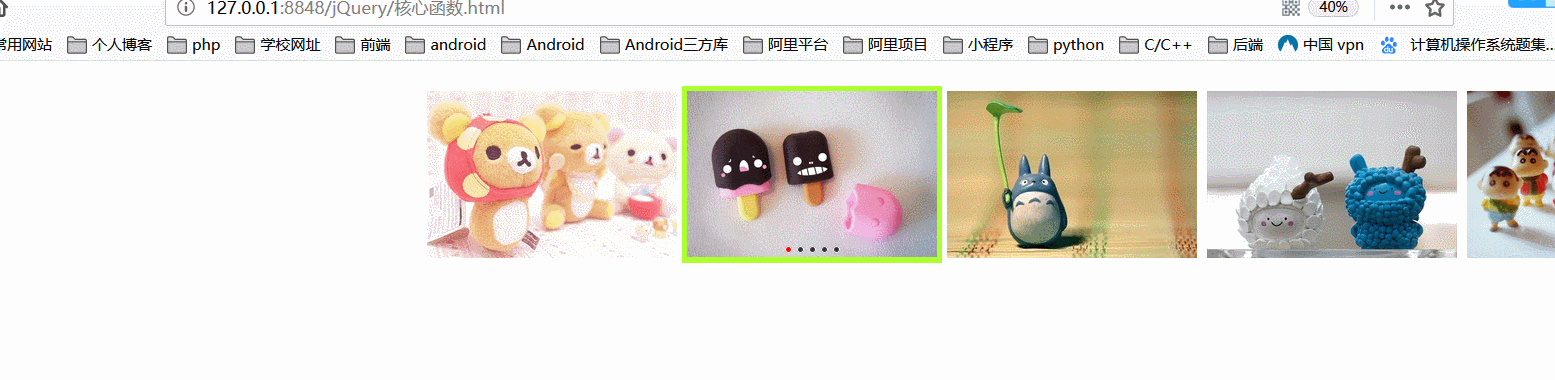 127.0.0.1:8848/jQuery/核心函数.html 40%
常用网站 个人博客 php 学校网址 前端 android Android Android三方库 阿里平台 阿里项目 小程序 python C/C++ 后端 中国 vpn 计算机操作系统题集...